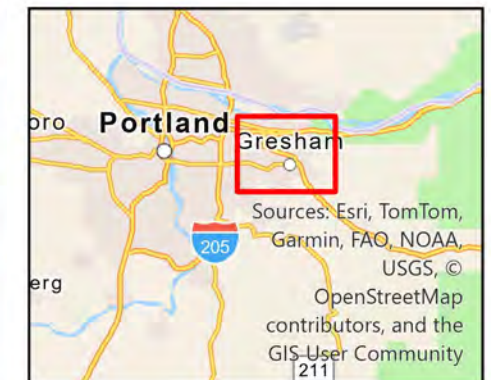 oro
Portland
Gresham
205
Sources: Esri, TomTom,
Garmin, FAO, NOAA,
USGS, ©
OpenStreetMap
contributors, and the
GIS User Community
erg
211